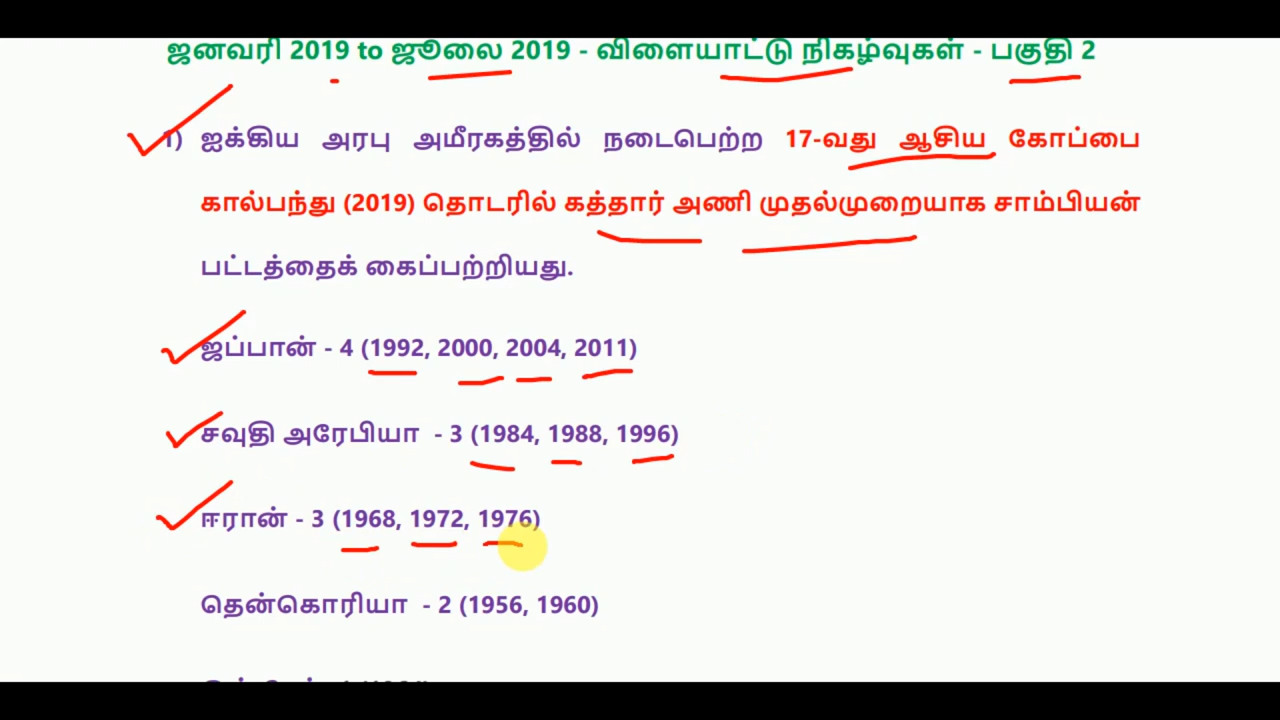 ஜனவரி 2019 to ஜூலை 2019 - விளையாட்டு நிகழ்வுகள் - பகுதி 2
1) ஐக்கிய அரபு அமீரகத்தில் நடைபெற்ற 17-வது ஆசிய கோப்பை
கால்பந்து (2019) தொடரில் கத்தார் அணி முதல்முறையாக சாம்பியன்
பட்டத்தைக் கைப்பற்றியது.
ஜப்பான் - 4 (1992, 2000, 2004, 2011)
சவுதி அரேபியா - 3 (1984, 1988, 1996)
ஈரான் - 3 (1968, 1972, 1976)
தென்கொரியா - 2 (1956, 1960)